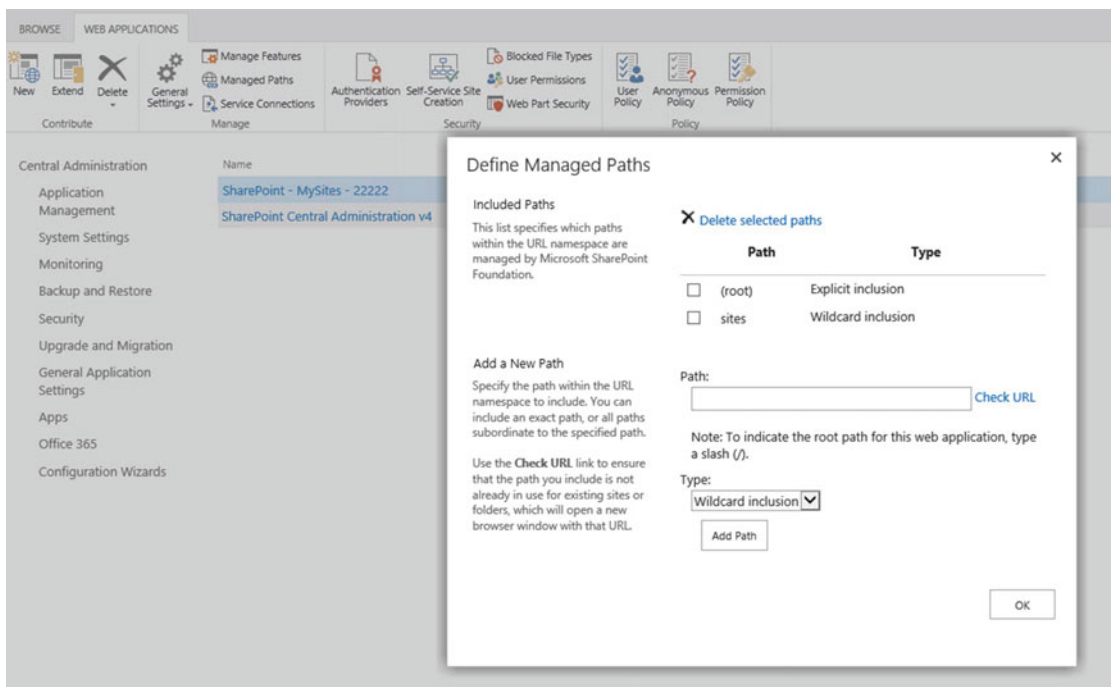 BROWSE WEB APPLICATIONS
New
Extend
Delete
General
Settings
Manage Features
Managed Paths
Service Connections
Authentication
Providers
Self-Service Site
Creation
Blocked File Types
User Permissions
Web Part Security
User
Policy
Anonymous
Policy
Permission
Policy
Contribute Manage Security Policy
Central Administration
Application
Management
System Settings
Monitoring
Backup and Restore
Security
Upgrade and Migration
General Application
Settings
Apps
Office 365
Configuration Wizards
Name
SharePoint - MySites - 22222
SharePoint Central Administration v4
Define Managed Paths
Included Paths
This list specifies which paths
within the URL namespace are
managed by Microsoft SharePoint
Foundation.
Delete selected paths
Path Type
(root) Explicit inclusion
sites Wildcard inclusion
Add a New Path
Specify the path within the URL
namespace to include. You can
include an exact path, or all paths
subordinate to the specified path.
Use the Check URL link to ensure
that the path you include is not
already in use for existing sites or
folders, which will open a new
browser window with that URL.
Path:
Check URL
Note: To indicate the root path for this web application, type
a slash (/).
Type:
Wildcard inclusion
Add Path
OK